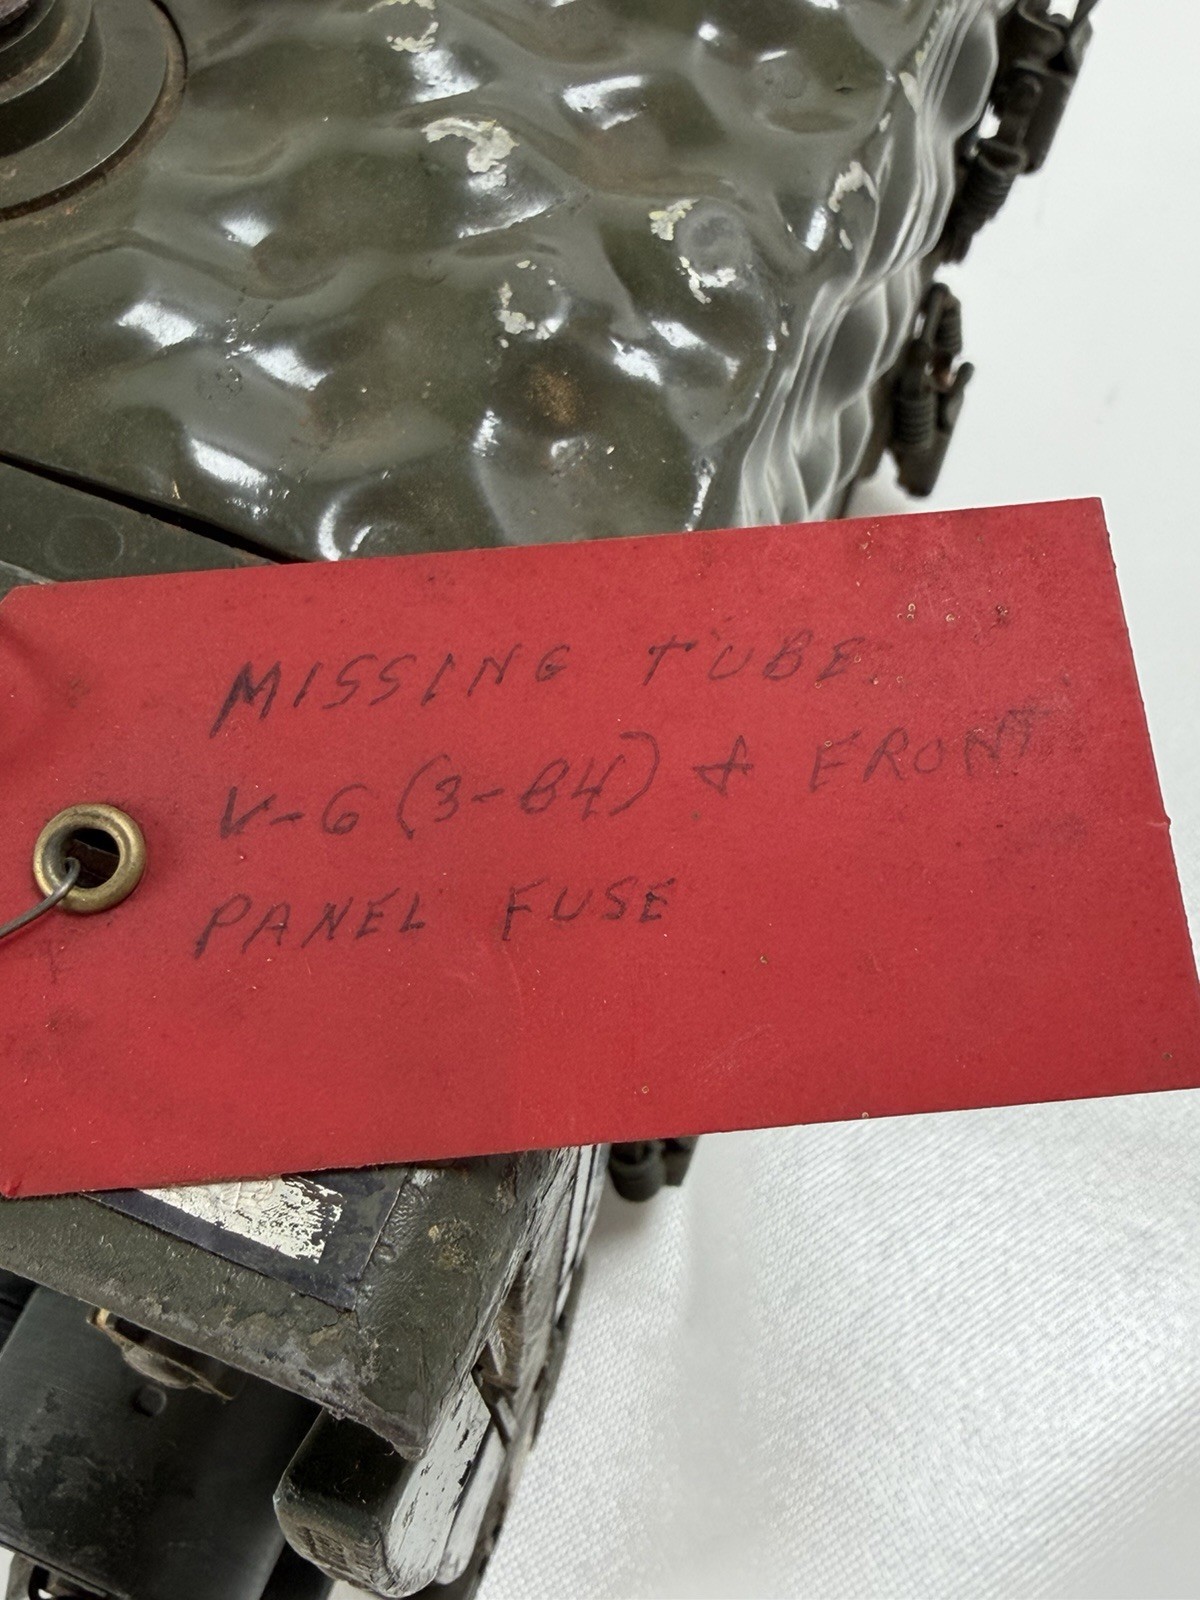 MISSING TUBE
V-6 (3-B4) & FRONT
PANEL FUSE